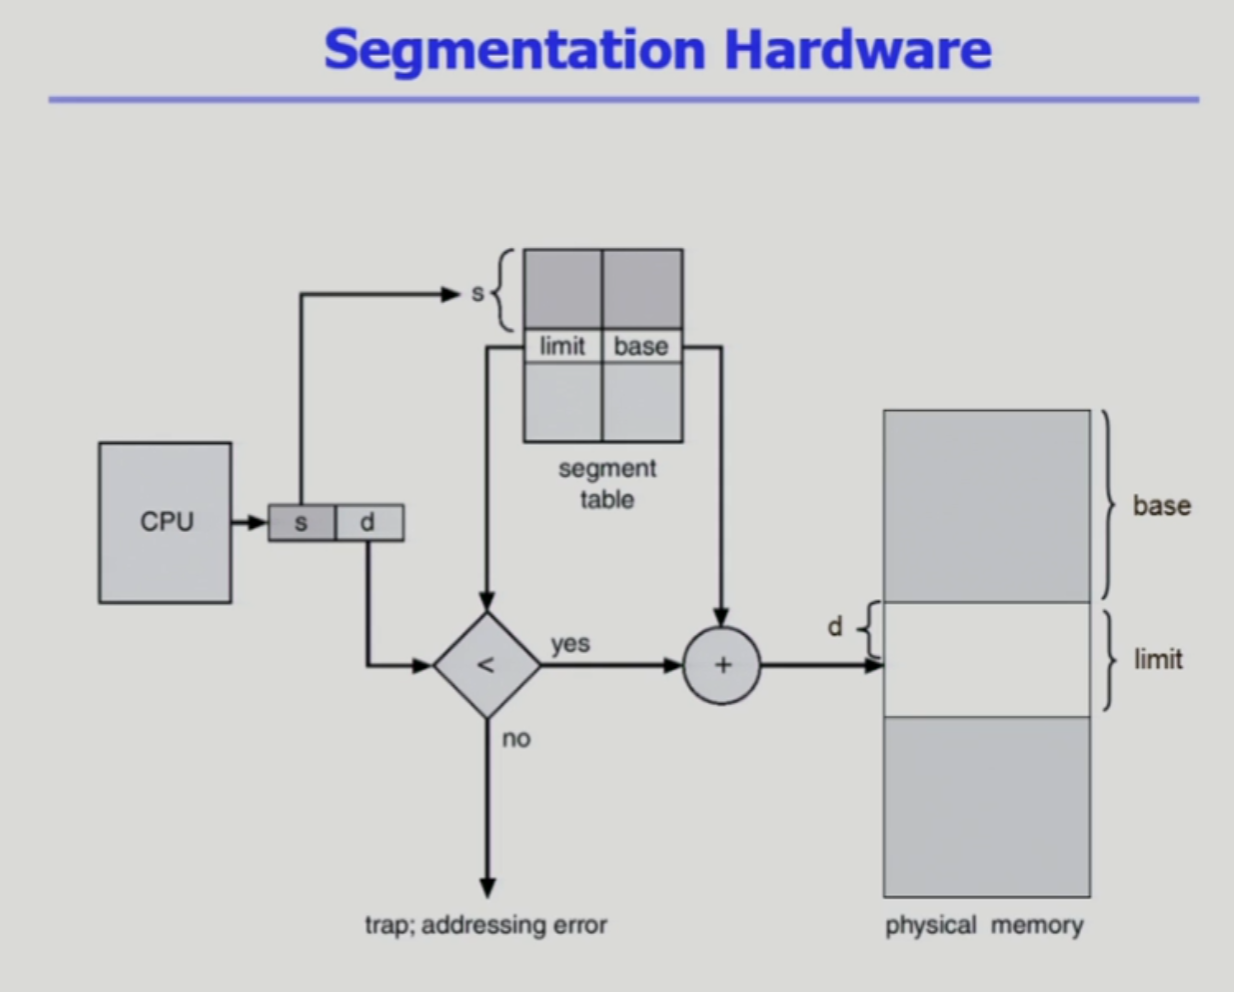 Segmentation Hardware
s
limit base
segment
table
CPU
s d
base
d
limit
<
yes
+
no
trap; addressing error
physical memory